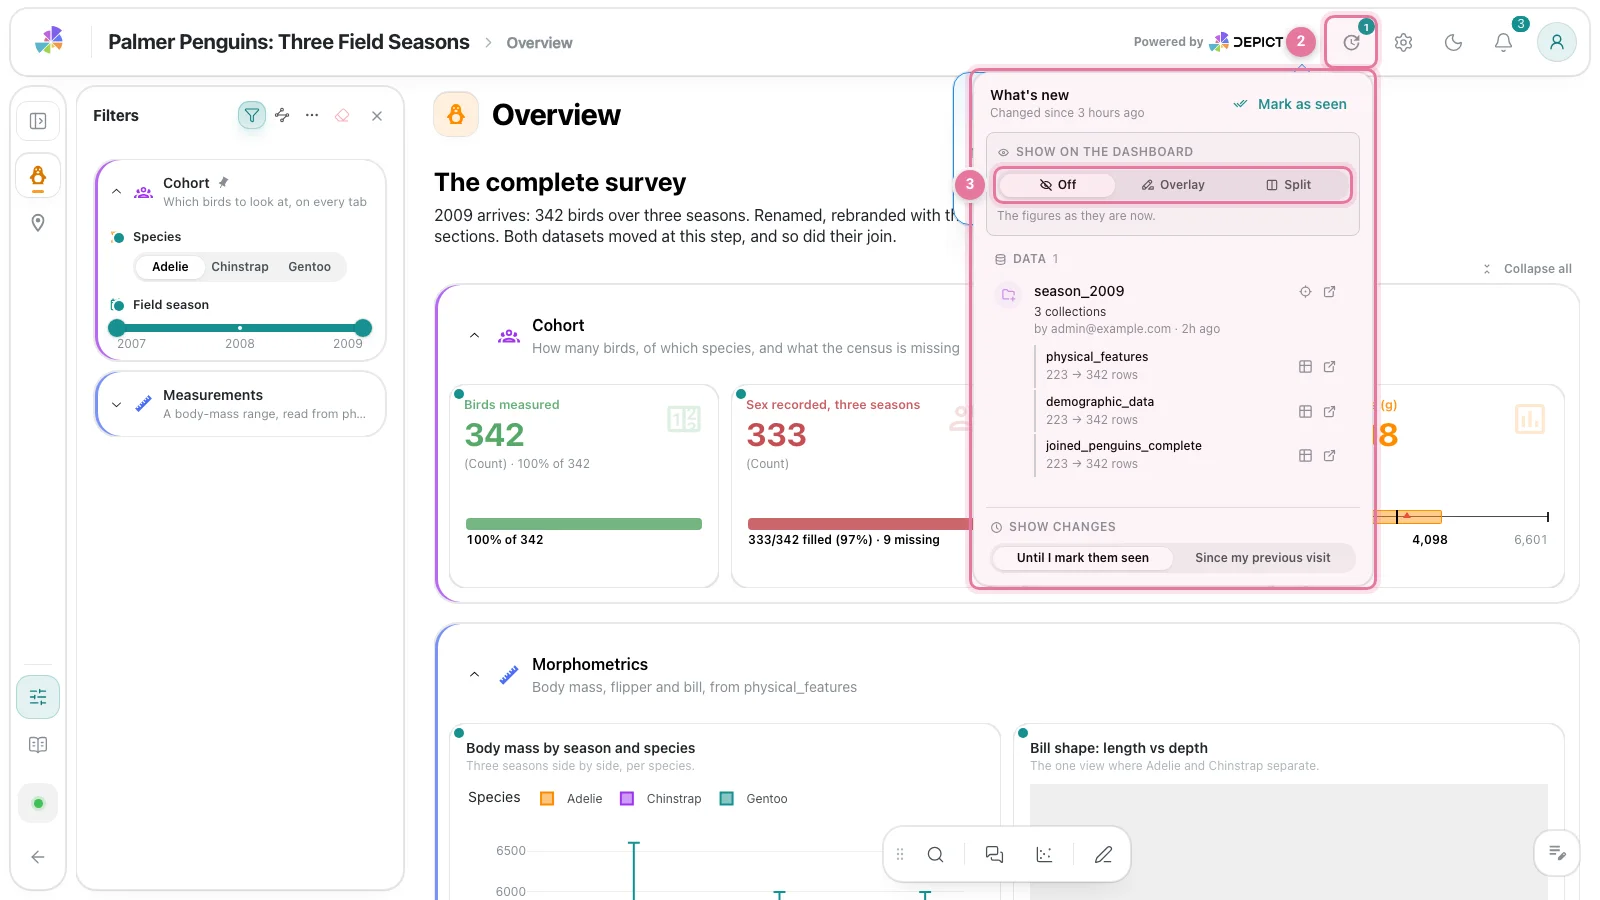 Palmer Penguins: Three Field Seasons
Overview
Powered by
DEPICT
2
1
3
Filters
Cohort
Which birds to look at, on every tab
Species
Adelie
Chinstrap
Gentoo
Field season
2007
2008
2009
Measurements
A body-mass range, read from ph...
Overview
The complete survey
2009 arrives: 342 birds over three seasons. Renamed, rebranded with
sections. Both datasets moved at this step, and so did their join.
Collapse all
Cohort
How many birds, of which species, and what the census is missing
Birds measured
342
(Count) · 100% of 342
100% of 342
Sex recorded, three seasons
333
(Count)
333/342 filled (97%) · 9 missing
(g)
8
4,098
6,601
What's new
Changed since 3 hours ago
Mark as seen
SHOW ON THE DASHBOARD
3
Off
Overlay
Split
The figures as they are now.
DATA 1
season_2009
3 collections
by admin@example.com · 2h ago
physical_features
223 → 342 rows
demographic_data
223 → 342 rows
joined_penguins_complete
223 → 342 rows
SHOW CHANGES
Until I mark them seen
Since my previous visit
Morphometrics
Body mass, flipper and bill, from physical_features
Body mass by season and species
Three seasons side by side, per species.
Species
Adelie
Chinstrap
Gentoo
6500
6000
Bill shape: length vs depth
The one view where Adelie and Chinstrap separate.